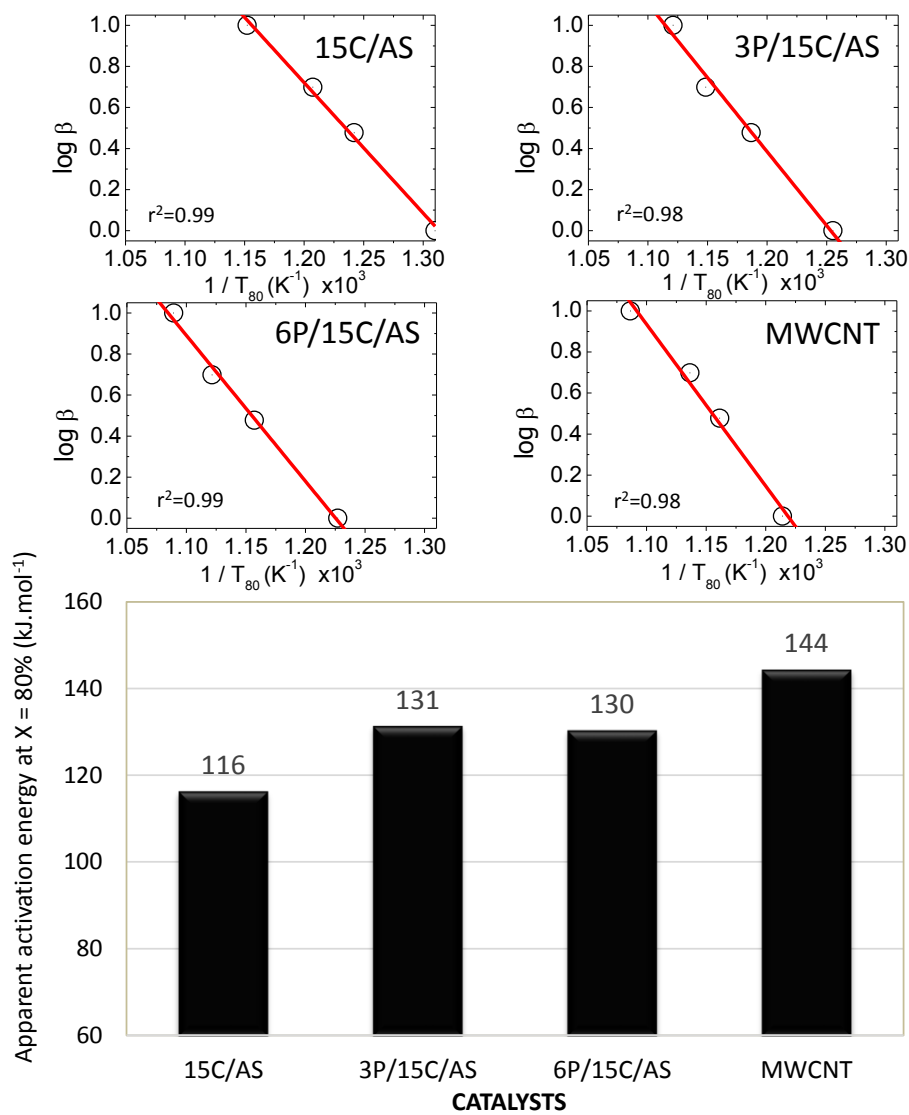 15C/AS
log β
1.0
0.8
0.6
0.4
0.2
0.0
r²=0.99
1.05 1.10 1.15 1.20 1.25 1.30
1 / T₈₀ (K⁻¹) x10³
3P/15C/AS
log β
1.0
0.8
0.6
0.4
0.2
0.0
r²=0.98
1.05 1.10 1.15 1.20 1.25 1.30
1 / T₈₀ (K⁻¹) x10³
6P/15C/AS
log β
1.0
0.8
0.6
0.4
0.2
0.0
r²=0.99
1.05 1.10 1.15 1.20 1.25 1.30
1 / T₈₀ (K⁻¹) x10³
MWCNT
log β
1.0
0.8
0.6
0.4
0.2
0.0
r²=0.98
1.05 1.10 1.15 1.20 1.25 1.30
1 / T₈₀ (K⁻¹) x10³
Apparent activation energy at X = 80% (kJ.mol⁻¹)
160
140
120
100
80
60
116
131
130
144
15C/AS 3P/15C/AS 6P/15C/AS MWCNT
CATALYSTS